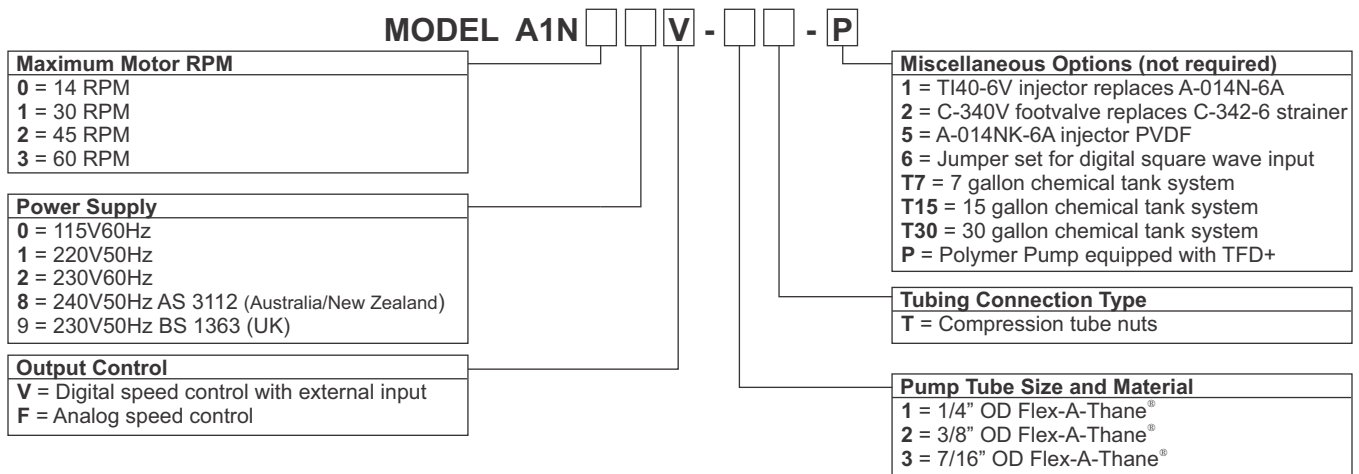 MODEL A1N V - - P
Maximum Motor RPM
0 = 14 RPM
1 = 30 RPM
2 = 45 RPM
3 = 60 RPM
Power Supply
0 = 115V60Hz
1 = 220V50Hz
2 = 230V60Hz
8 = 240V50Hz AS 3112 (Australia/New Zealand)
9 = 230V50Hz BS 1363 (UK)
Output Control
V = Digital speed control with external input
F = Analog speed control
Miscellaneous Options (not required)
1 = TI40-6V injector replaces A-014N-6A
2 = C-340V footvalve replaces C-342-6 strainer
5 = A-014NK-6A injector PVDF
6 = Jumper set for digital square wave input
T7 = 7 gallon chemical tank system
T15 = 15 gallon chemical tank system
T30 = 30 gallon chemical tank system
P = Polymer Pump equipped with TFD+
Tubing Connection Type
T = Compression tube nuts
Pump Tube Size and Material
1 = 1/4” OD Flex-A-Thane®
2 = 3/8” OD Flex-A-Thane®
3 = 7/16” OD Flex-A-Thane®